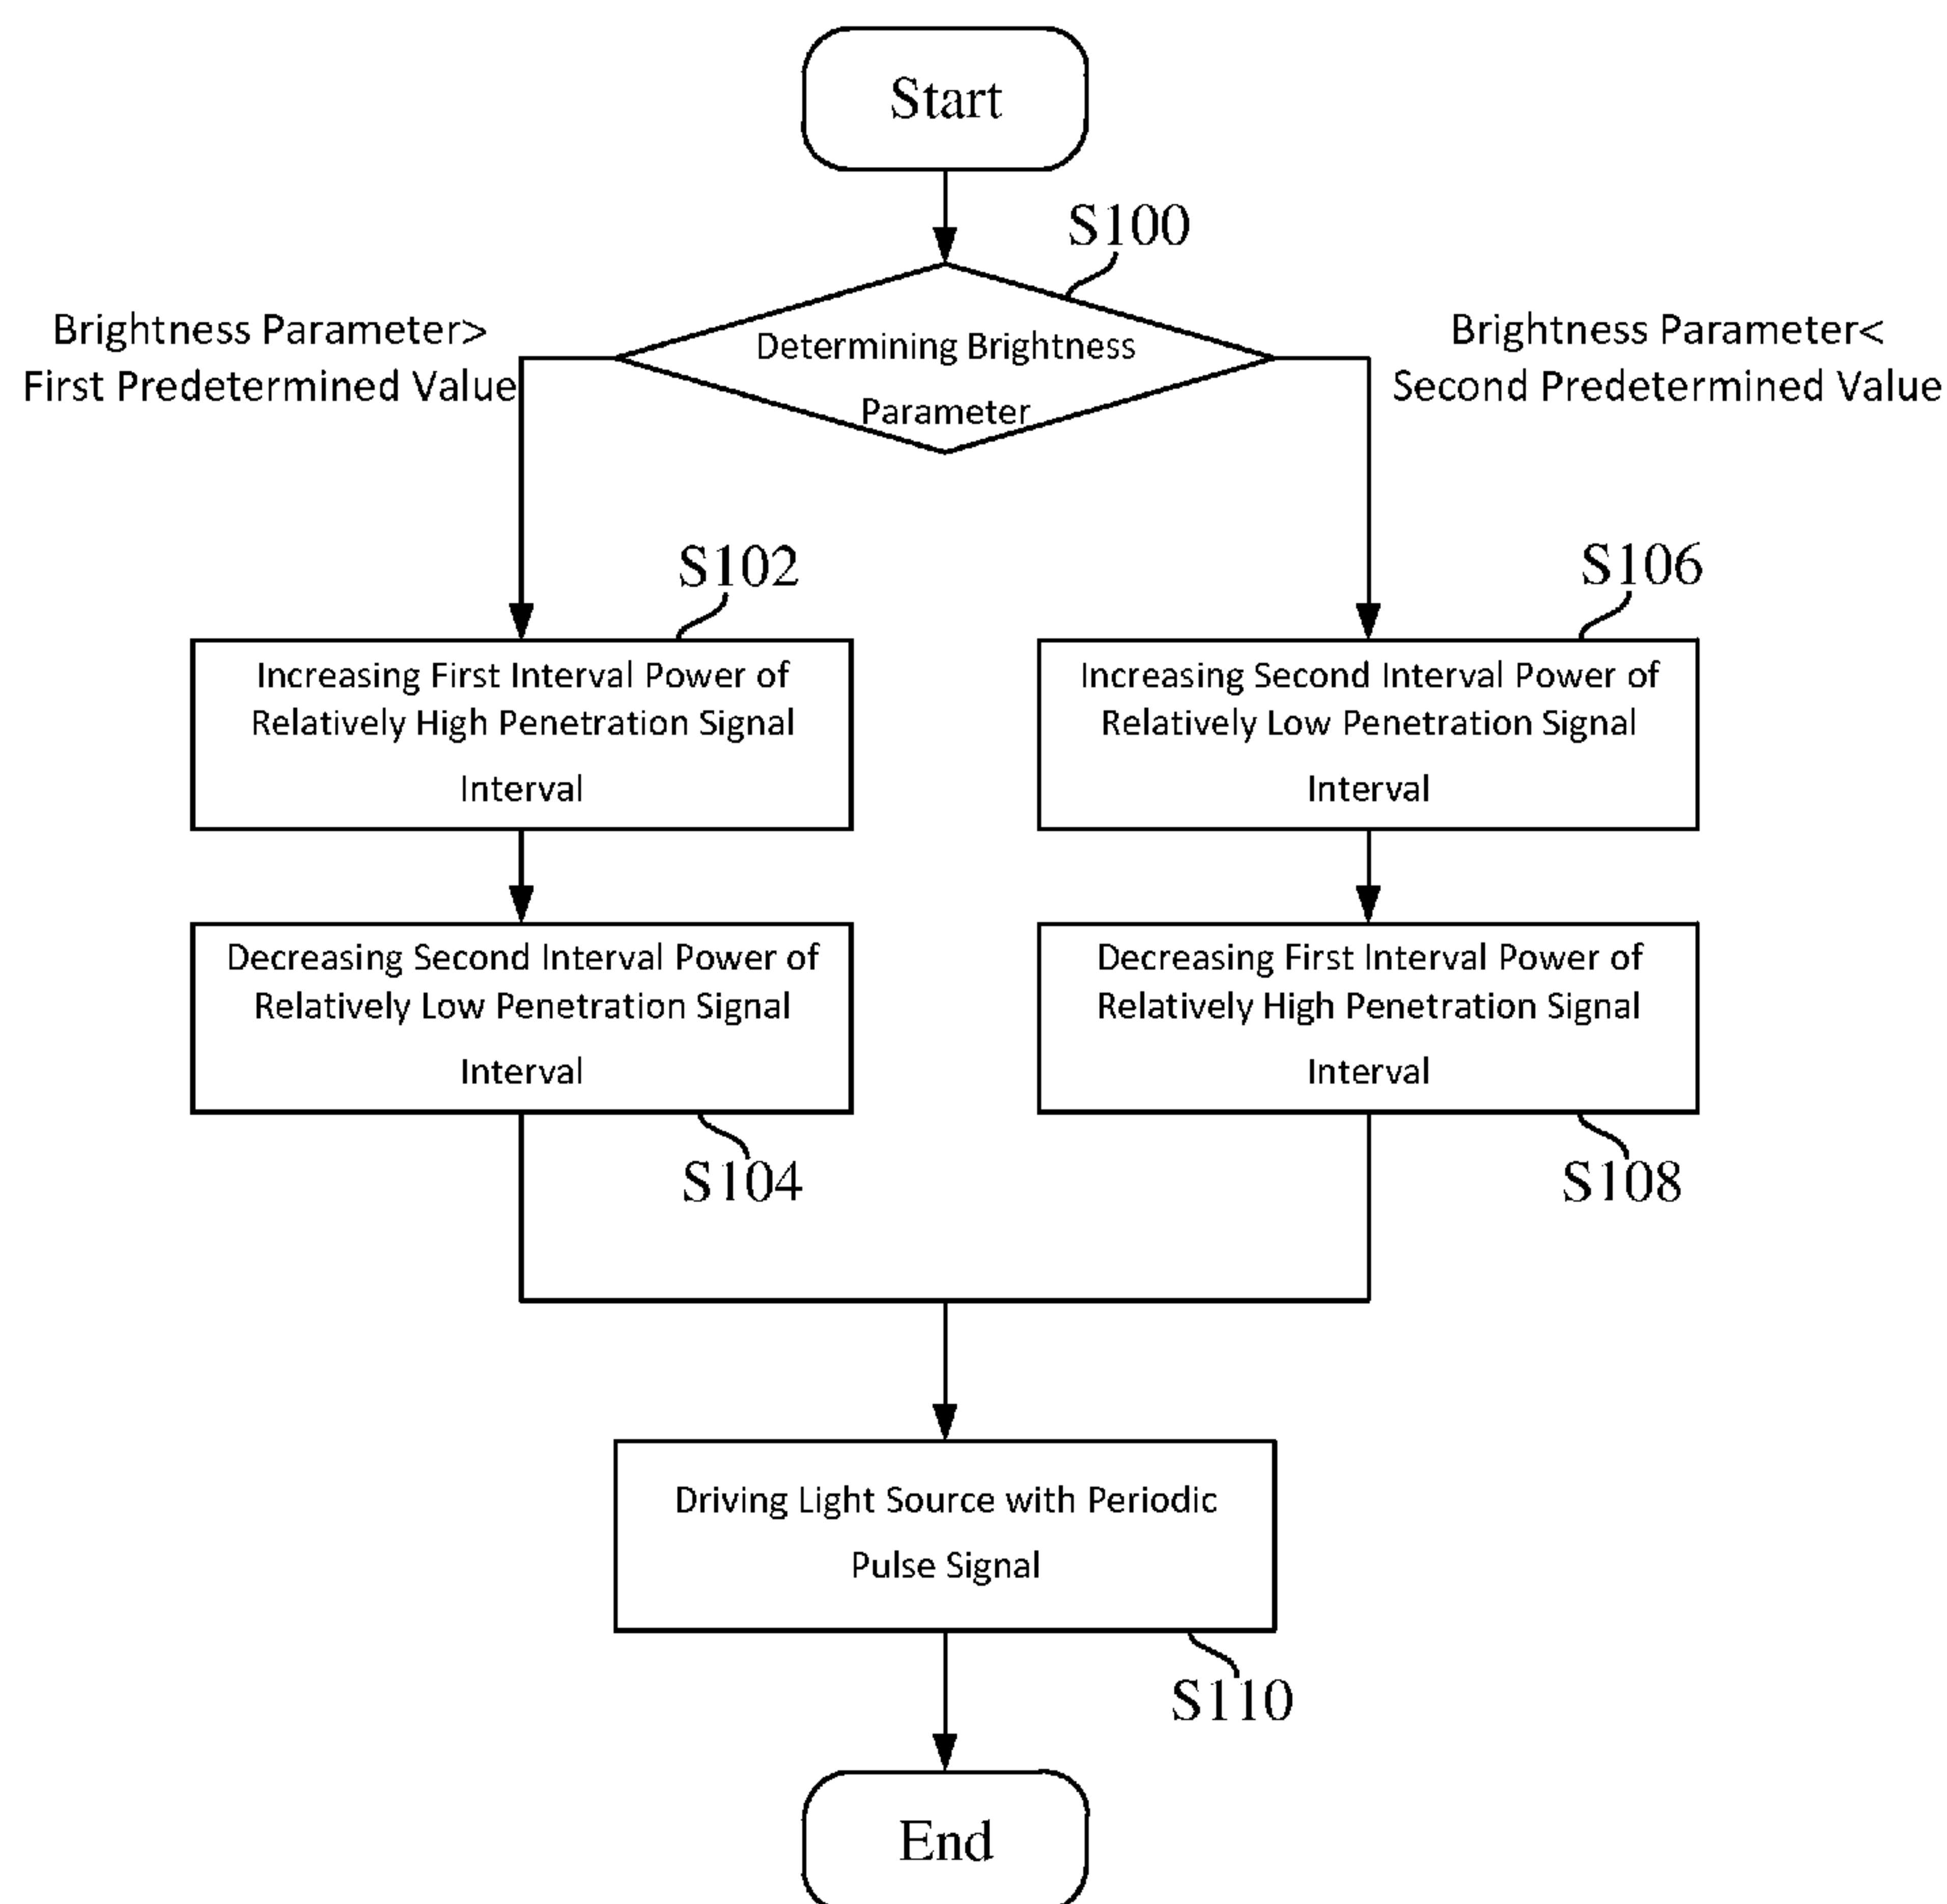 Start
S100
Brightness Parameter>
First Predetermined Value
Determining Brightness
Parameter
Brightness Parameter<
Second Predetermined Value
S102
Increasing First Interval Power of
Relatively High Penetration Signal
Interval
S106
Increasing Second Interval Power of
Relatively Low Penetration Signal
Interval
Decreasing Second Interval Power of
Relatively Low Penetration Signal
Interval
S104
Decreasing First Interval Power of
Relatively High Penetration Signal
Interval
S108
Driving Light Source with Periodic
Pulse Signal
S110
End